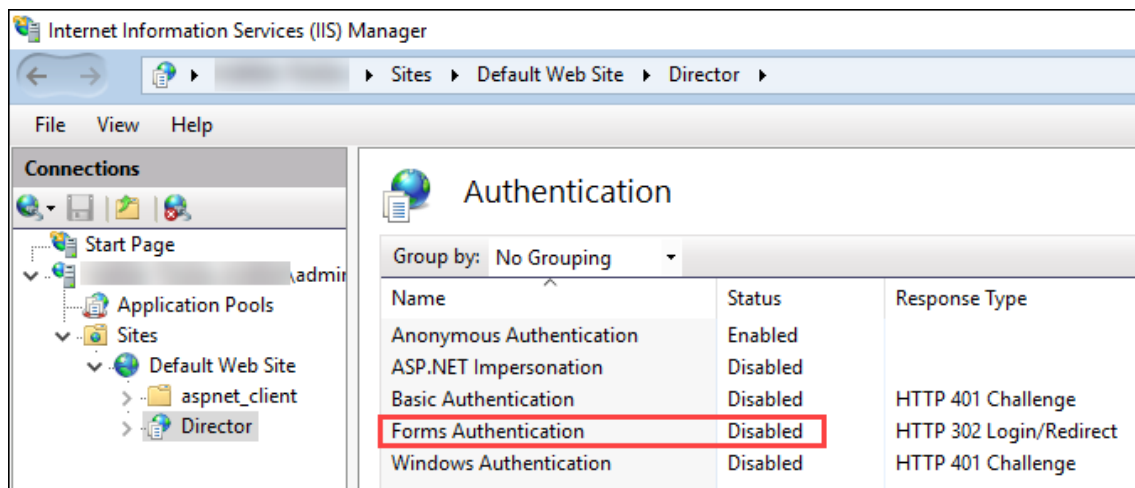 Internet Information Services (IIS) Manager
Sites Default Web Site Director
File View Help
Connections
Start Page
\admin
Application Pools
Sites
Default Web Site
aspnet_client
Director
Authentication
Group by: No Grouping
Name Status Response Type
Anonymous Authentication Enabled
ASP.NET Impersonation Disabled
Basic Authentication Disabled HTTP 401 Challenge
Forms Authentication Disabled HTTP 302 Login/Redirect
Windows Authentication Disabled HTTP 401 Challenge